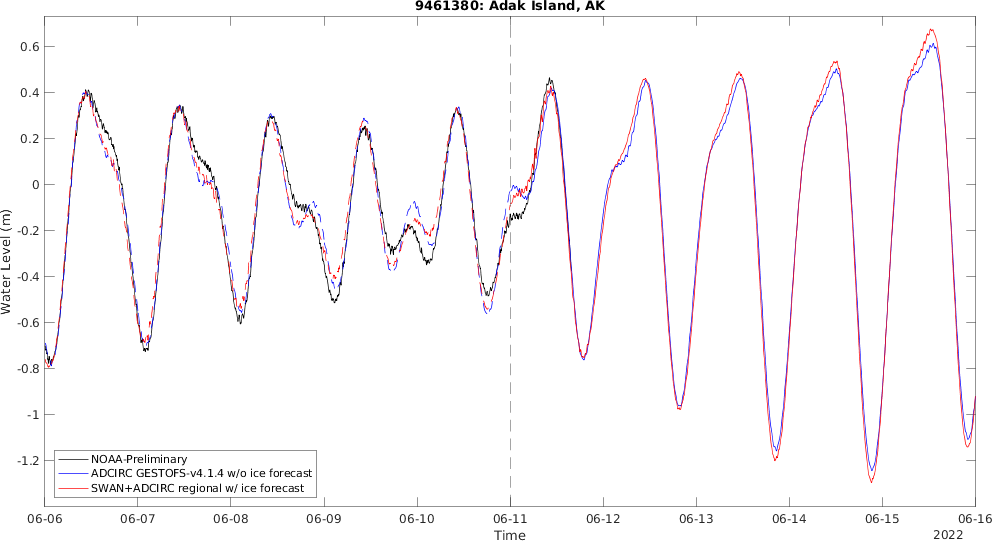 9461380: Adak Island, AK
Water Level (m)
0.6
0.4
0.2
0
-0.2
-0.4
-0.6
-0.8
-1
-1.2
NOAA-Preliminary
ADCIRC GESTOFS-v4.1.4 w/o ice forecast
SWAN+ADCIRC regional w/ ice forecast
06-06 06-07 06-08 06-09 06-10 06-11 06-12 06-13 06-14 06-15 06-16
Time
2022